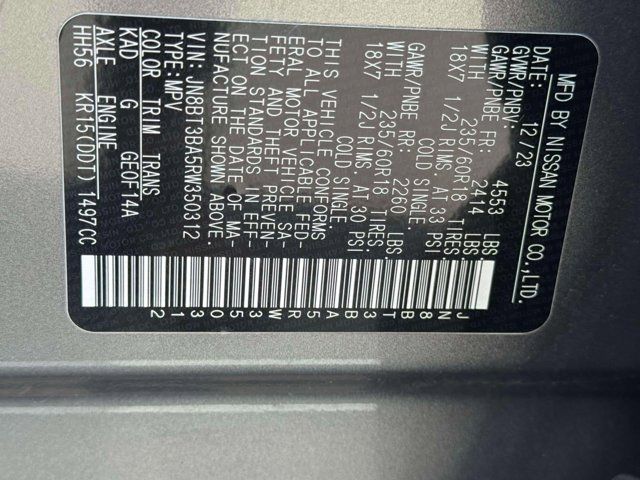 MFD BY NISSAN MOTOR CO.,LTD.
DATE: 12/23
GVWR/PNBV: 4553 LBS
GAWR/PNBE FR: 2414 LBS
WITH 235/60R18 TIRES
18X7 1/2J RIMS. AT 33 PSI
COLD SINGLE.
GAWR/PNBE RR: 2260 LBS
WITH 235/60R18 TIRES
18X7 1/2J RIMS. AT 30 PSI
COLD SINGLE.
THIS VEHICLE CONFORMS
TO ALL APPLICABLE FED-
ERAL MOTOR VEHICLE SA-
FETY AND THEFT PREVEN-
TION STANDARDS IN EFF-
ECT ON THE DATE OF MA-
NUFACTURE SHOWN ABOVE.
VIN: JN8BT3BA5RW350312
TYPE:MPV
COLOR TRIM TRANS
KAD G GE0F14A
AXLE ENGINE
HH56 KR15(DDT) 1497CC
JN8BT3BA5RW350312